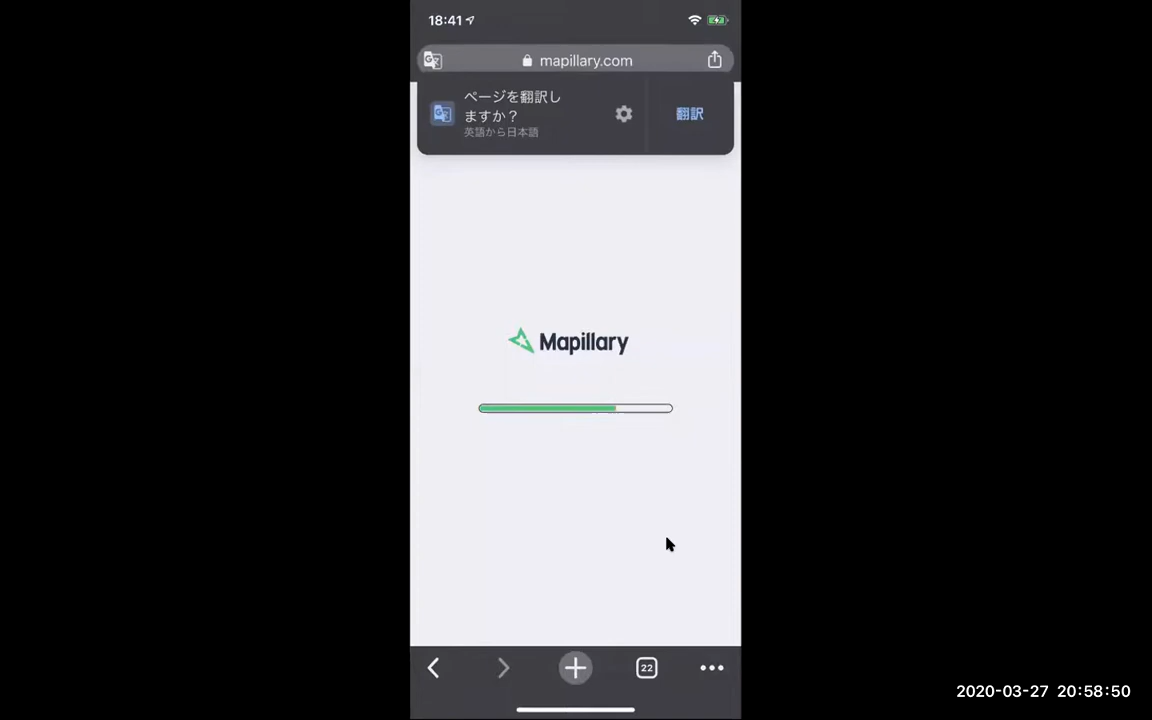 18:41
mapillary.com
ページを翻訳し
ますか？
英語から日本語
翻訳
Mapillary
22
2020-03-27 20:58:50